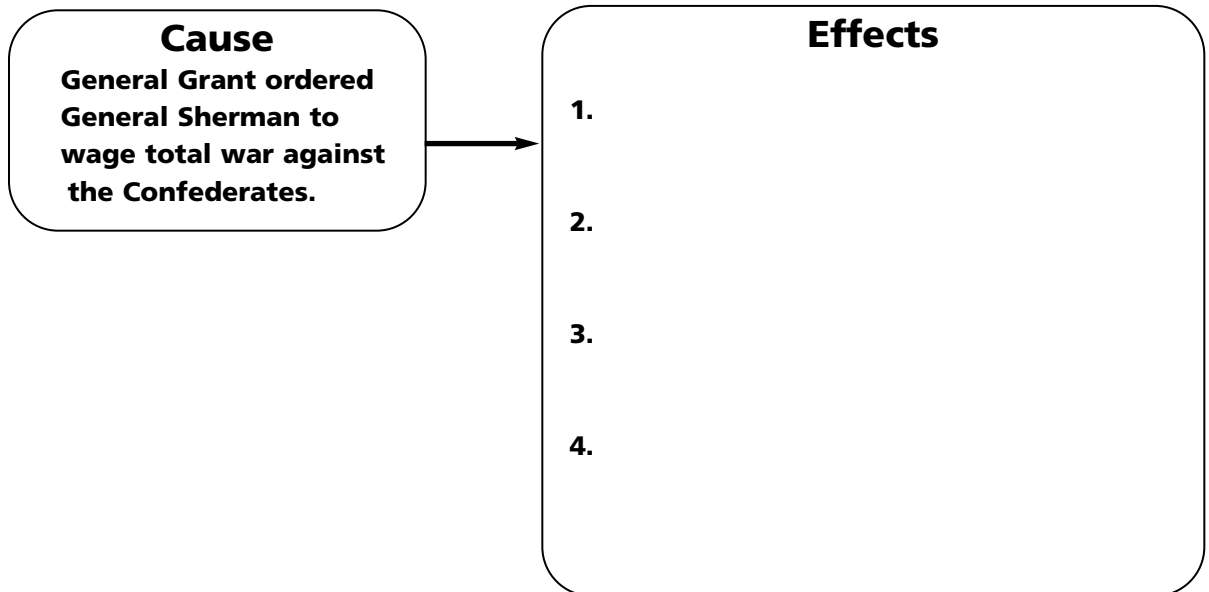 Cause
General Grant ordered
General Sherman to
wage total war against
the Confederates.
Effects
1.
2.
3.
4.